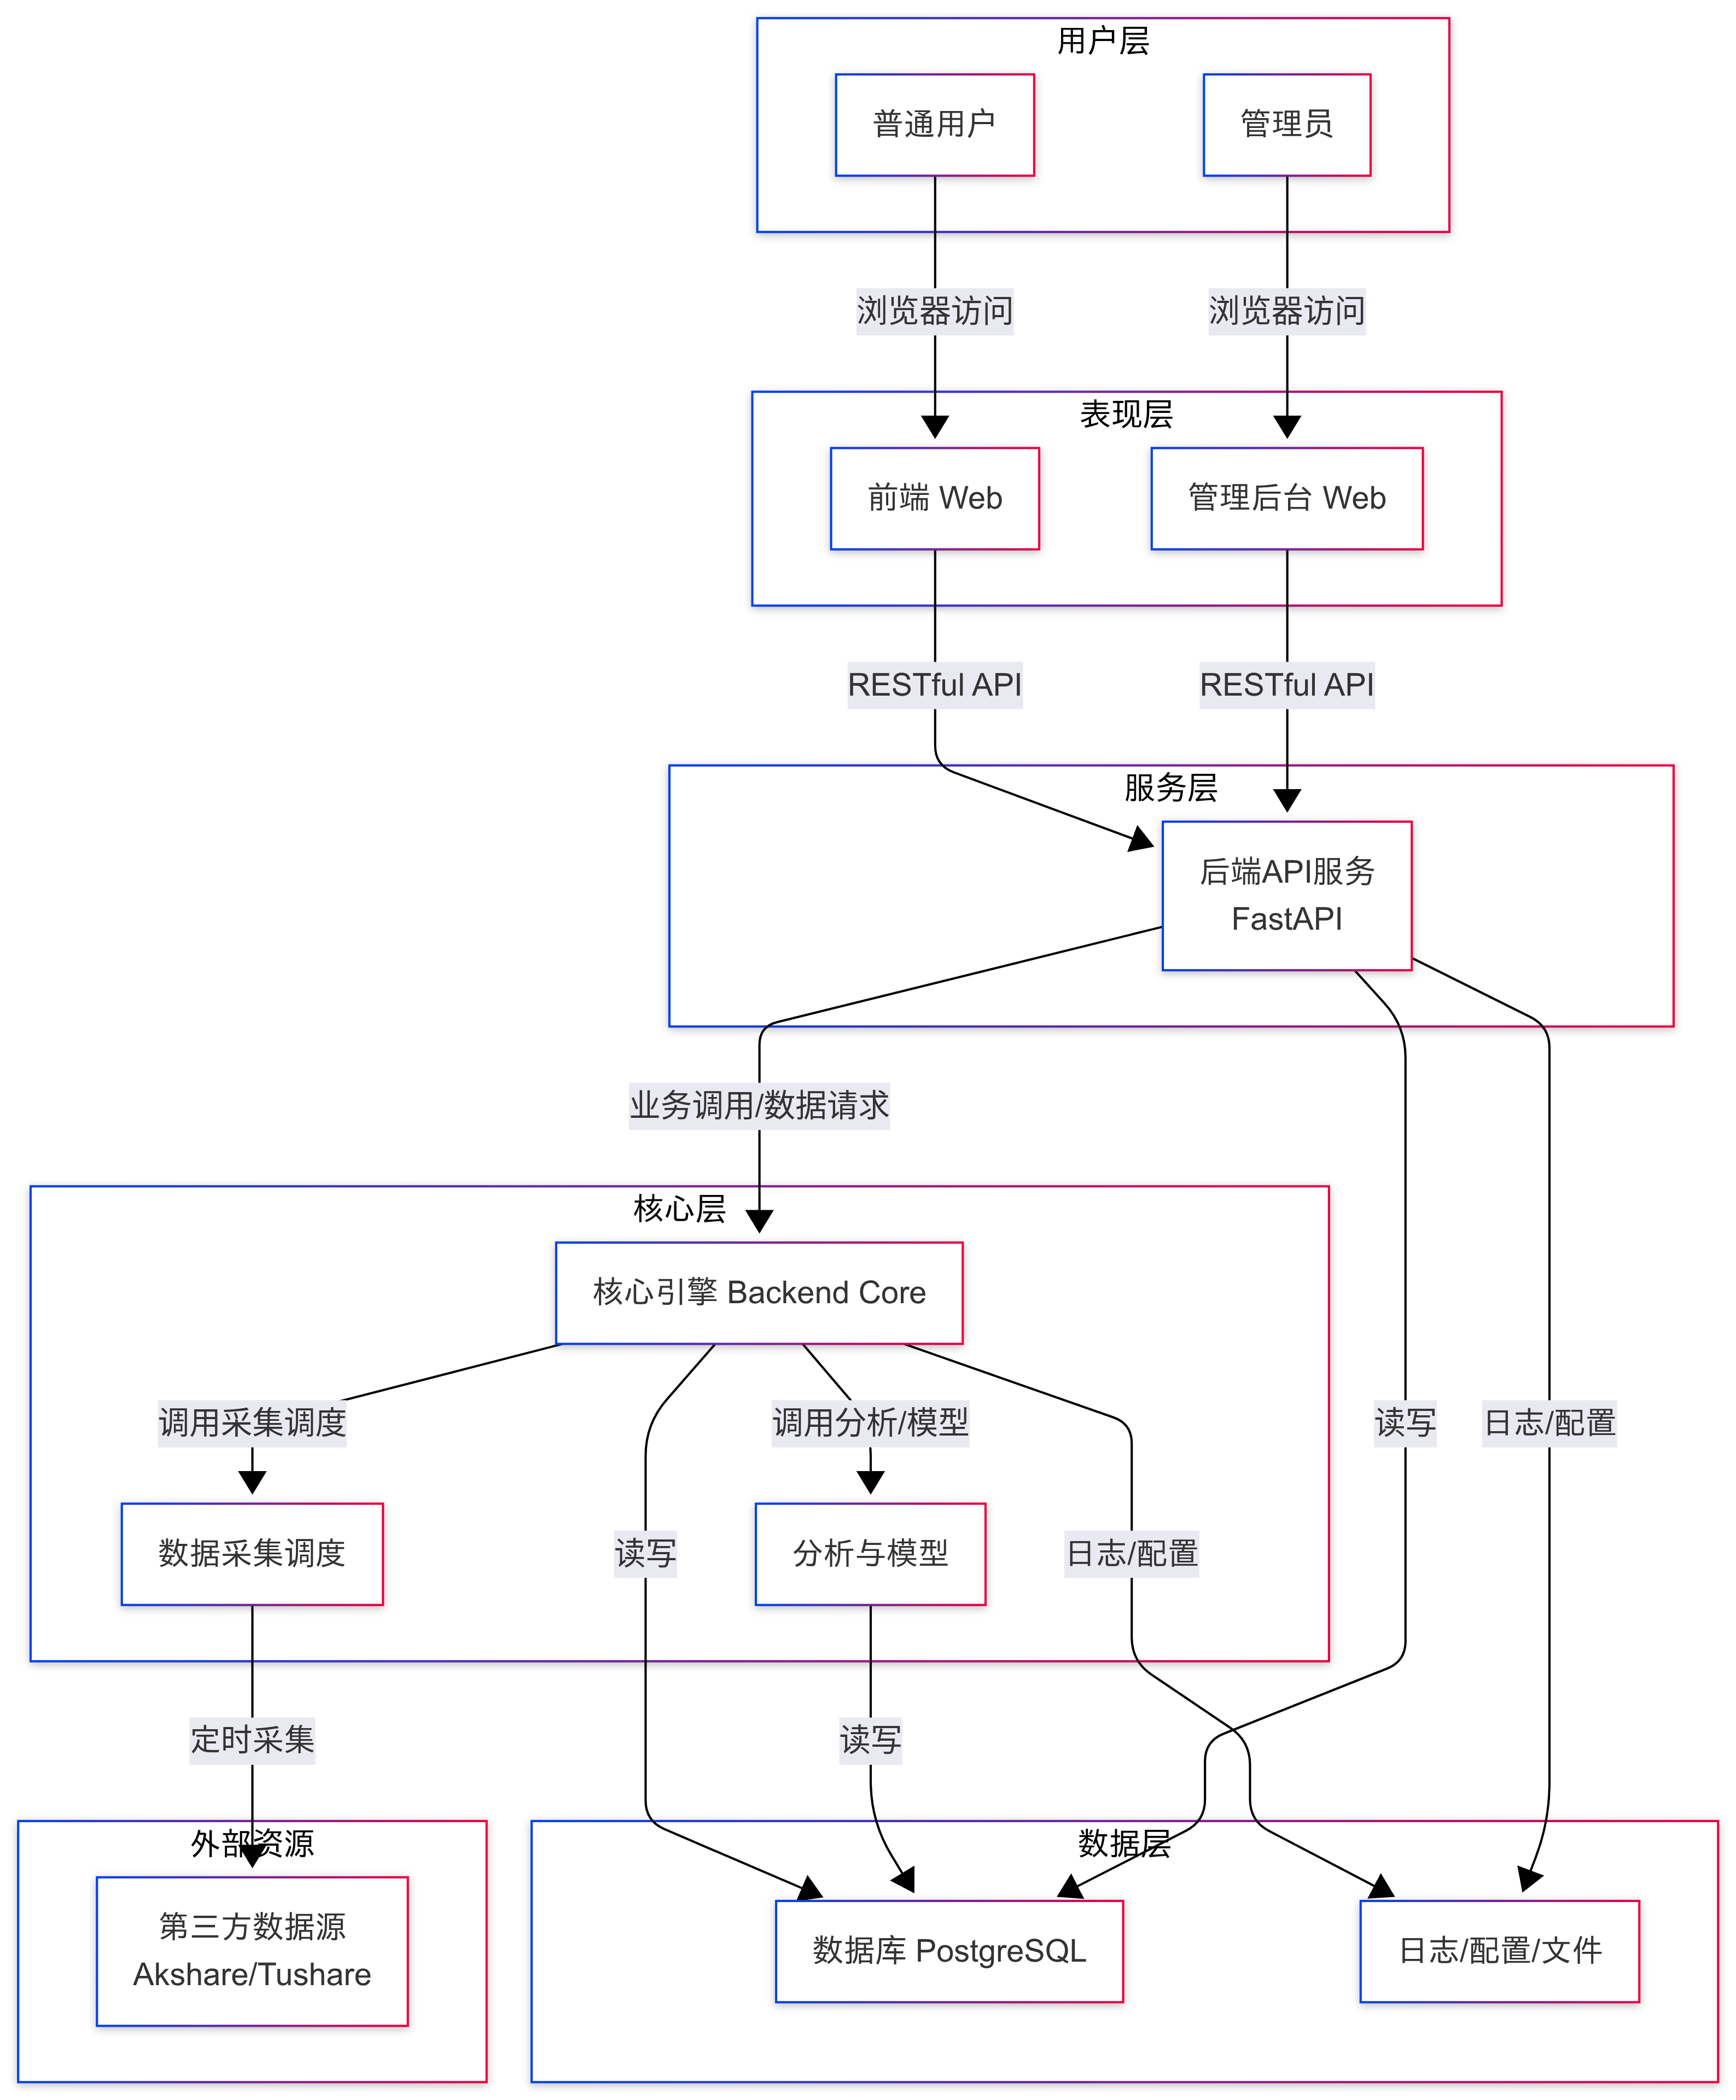 用户层
普通用户
管理员
浏览器访问
浏览器访问
表现层
前端 Web
管理后台 Web
RESTful API
RESTful API
服务层
后端API服务
FastAPI
业务调用/数据请求
核心层
核心引擎 Backend Core
调用采集调度
调用分析/模型
读写
日志/配置
数据采集调度
读写
分析与模型
日志/配置
定时采集
读写
外部资源
数据层
第三方数据源
Akshare/Tushare
数据库 PostgreSQL
日志/配置/文件